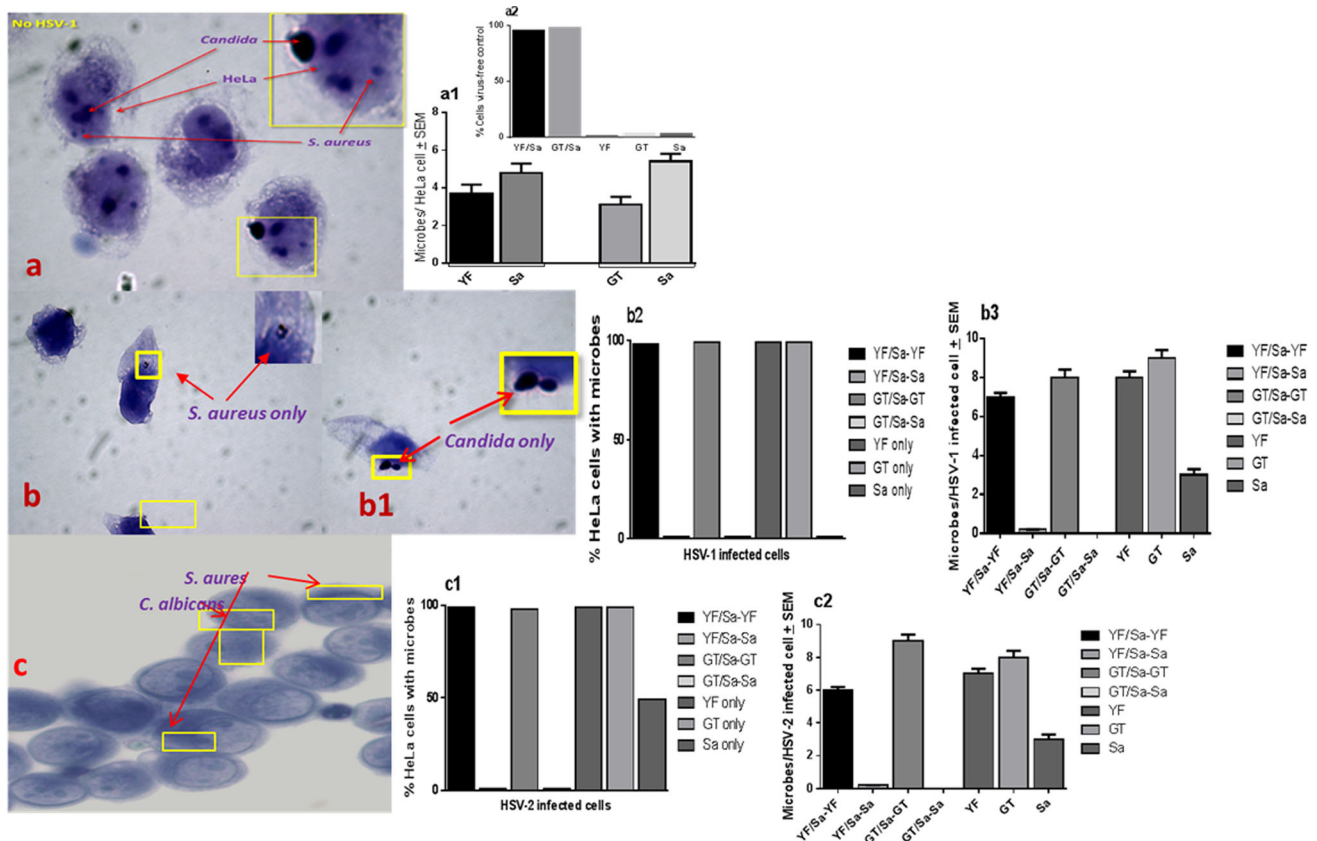 No HSV-1
Candida
HeLa
S. aureus
a
a2
% Cells virus-free control
100
50
0
YF/Sa
GT/Sa
YF
GT
Sa
a1
Microbes/ HeLa cell ± SEM
8
6
4
2
0
YF
Sa
GT
Sa
S. aureus only
b
Candida only
b1
b2
% HeLa cells with microbes
100
50
0
HSV-1 infected cells
YF/Sa-YF
YF/Sa-Sa
GT/Sa-GT
GT/Sa-Sa
YF only
GT only
Sa only
b3
Microbes/HSV-1 infected cell ± SEM
10
8
6
4
2
0
YF/Sa-YF
YF/Sa-Sa
GT/Sa-GT
GT/Sa-Sa
YF
GT
Sa
YF/Sa-YF
YF/Sa-Sa
GT/Sa-GT
GT/Sa-Sa
YF
GT
Sa
S. aures
C. albicans
c
c1
% HeLa cells with microbes
100
50
0
HSV-2 infected cells
YF/Sa-YF
YF/Sa-Sa
GT/Sa-GT
GT/Sa-Sa
YF only
GT only
Sa only
c2
Microbes/HSV-2 infected cell ± SEM
10
8
6
4
2
0
YF/Sa-YF
YF/Sa-Sa
GT/Sa-GT
GT/Sa-Sa
YF
GT
Sa
YF/Sa-YF
YF/Sa-Sa
GT/Sa-GT
GT/Sa-Sa
YF
GT
Sa